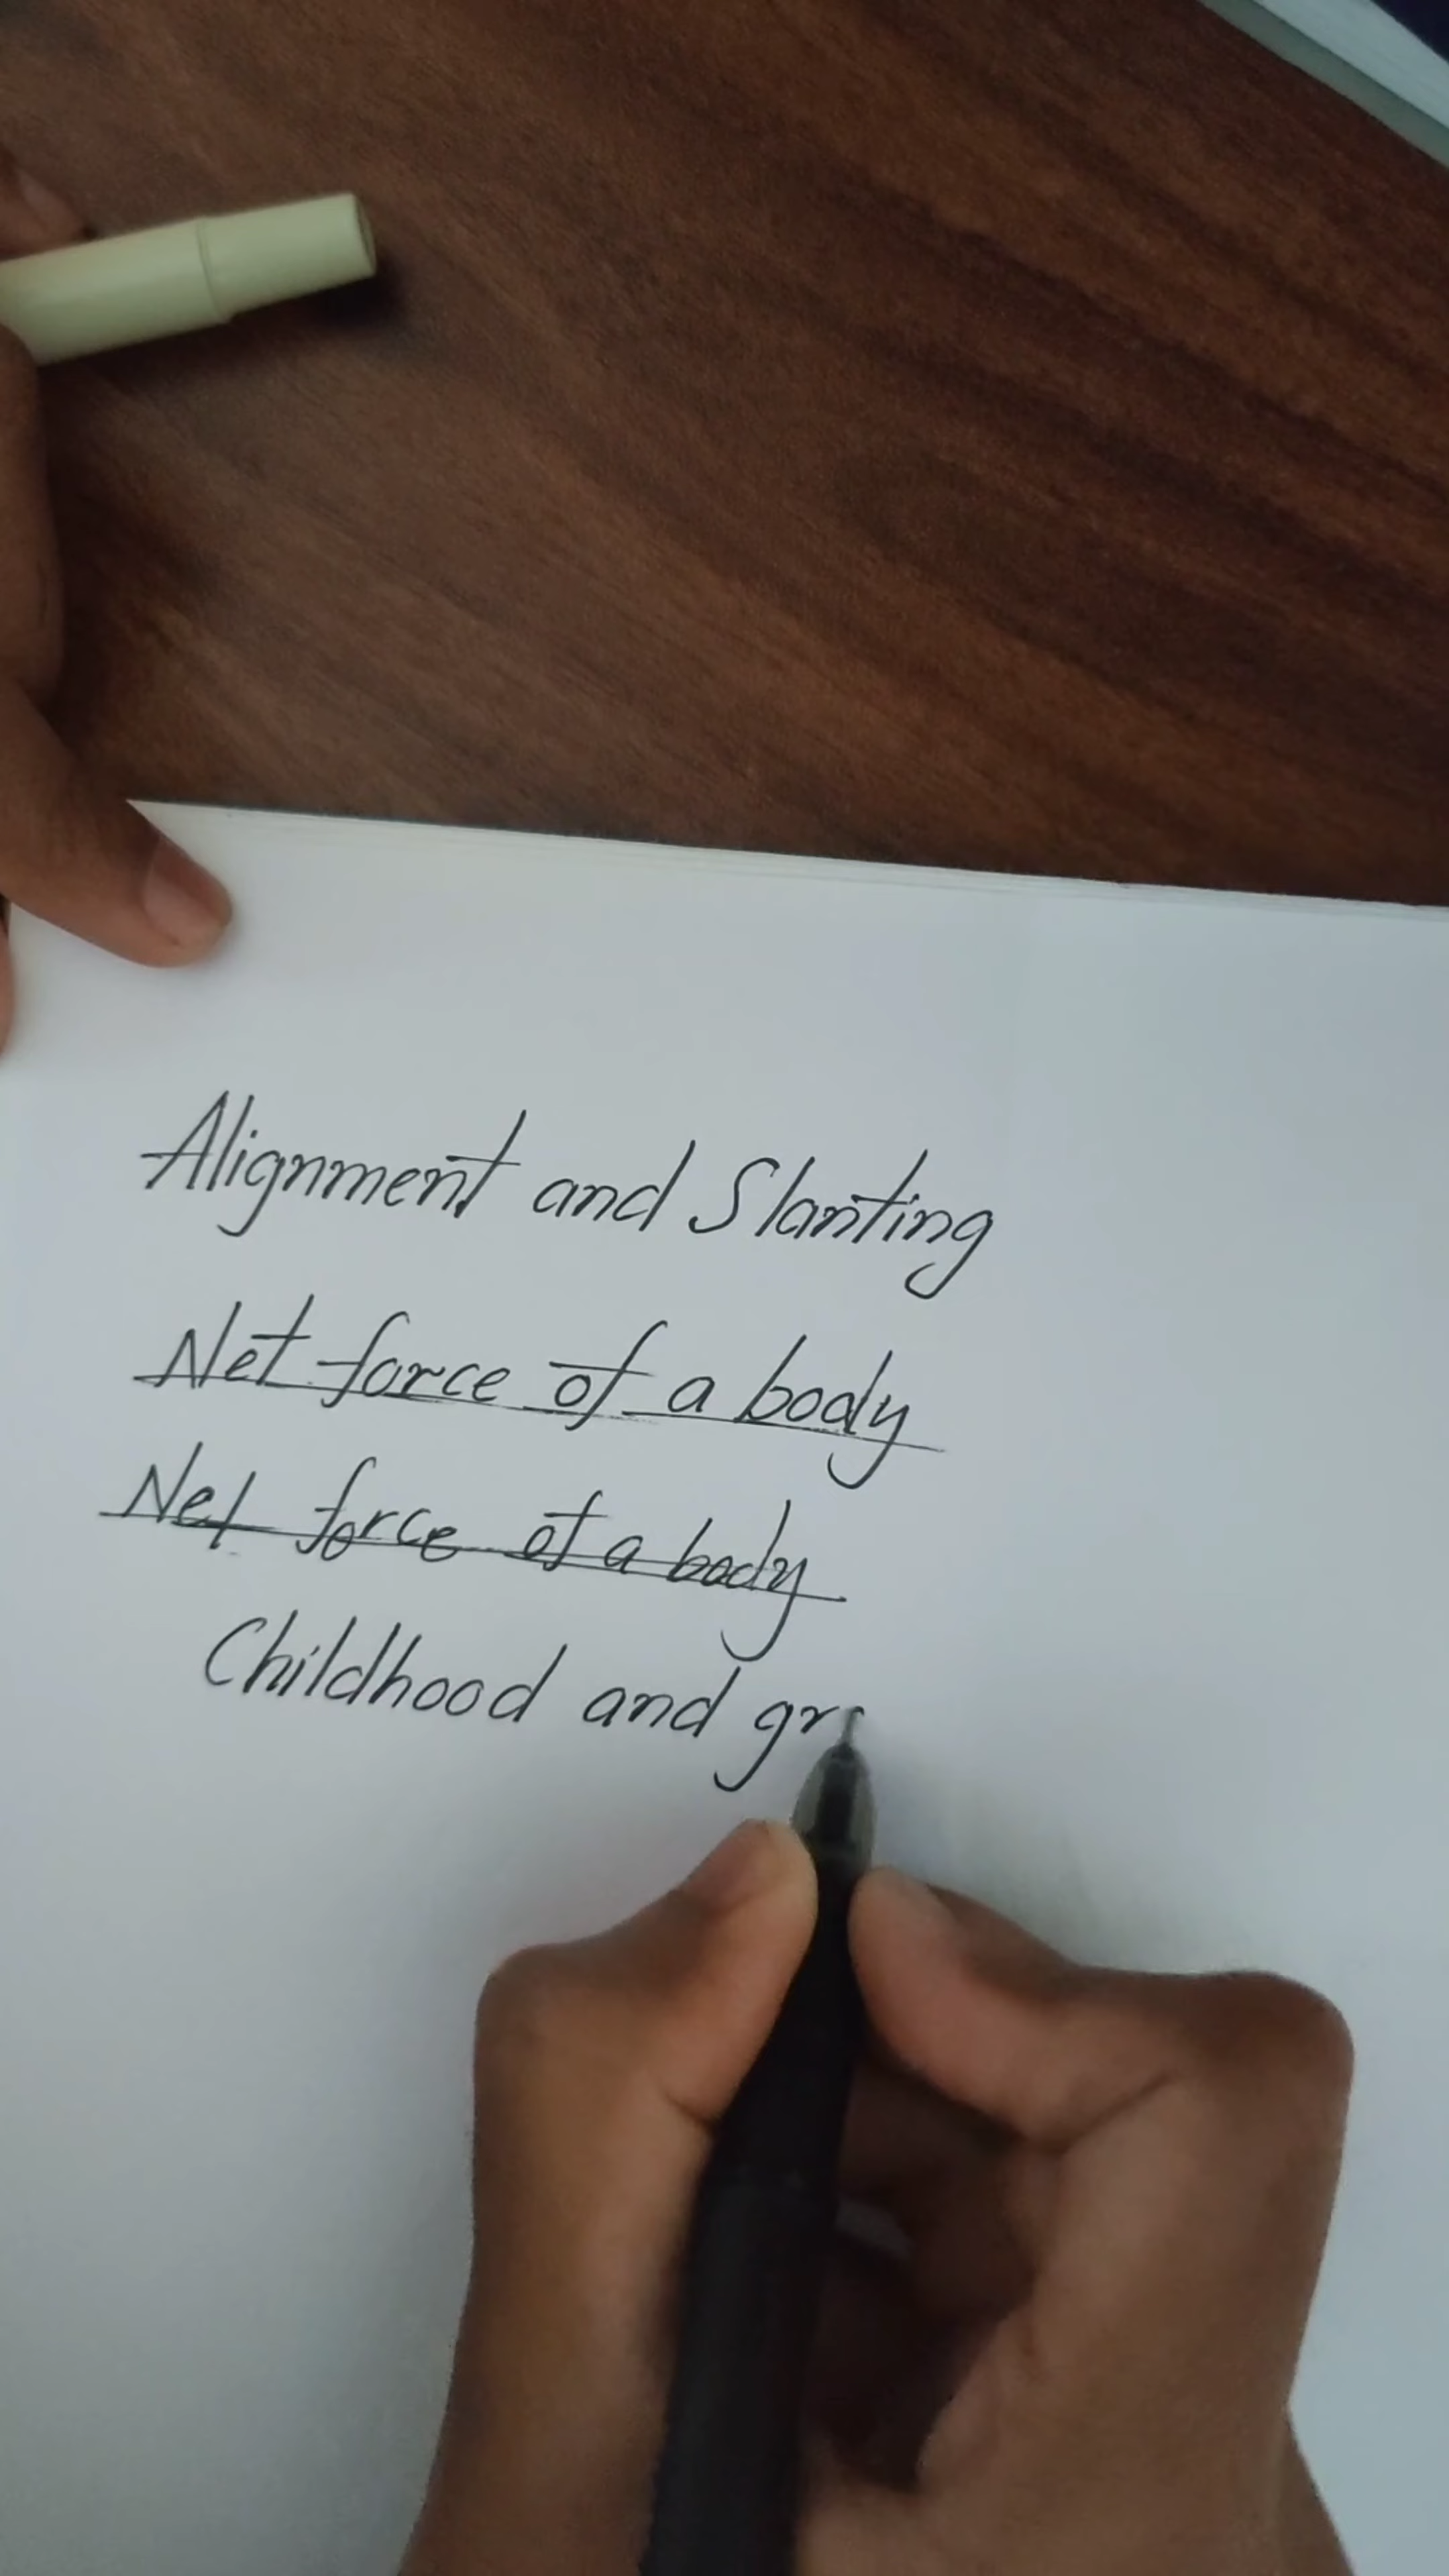 Alignment and Slanting
Net force of a body
Net force of a body
Childhood and gr